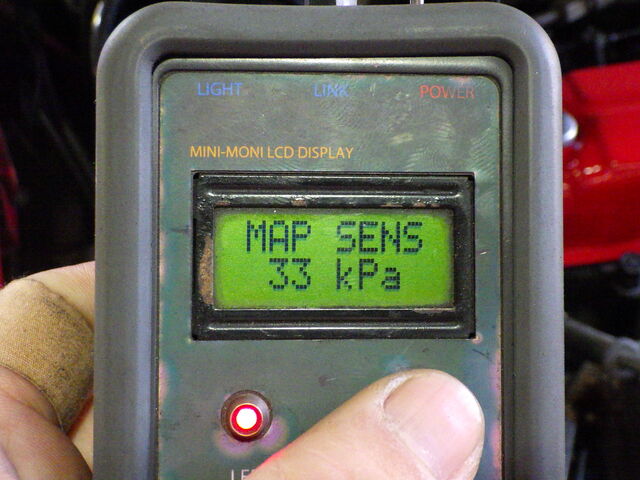 LIGHT LINK POWER
MINI-MONI LCD DISPLAY
MAP SENS
33 kPa